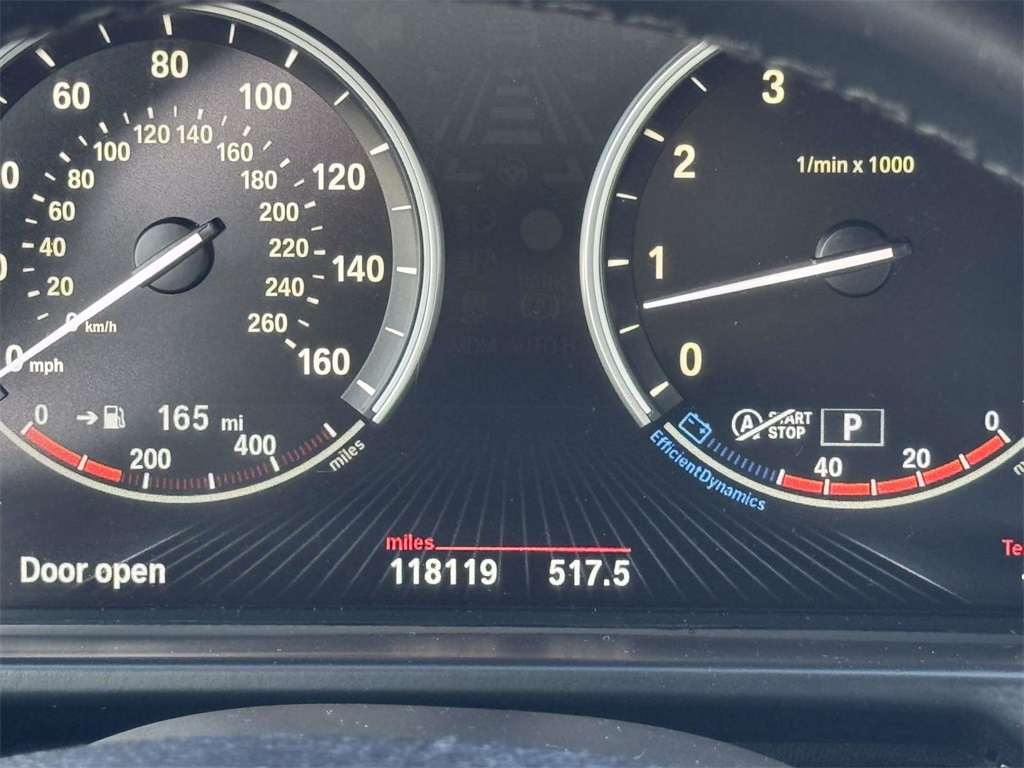 80
60
100
120
140
160
120 140
100
160
80
180
60
200
40
220
20
240
0 km/h
260
0 mph
0
165 mi
200
400
miles
3
2
1/min x 1000
1
0
A START
STOP
P
EfficientDynamics
40
20
0
Door open
miles
118119 517.5